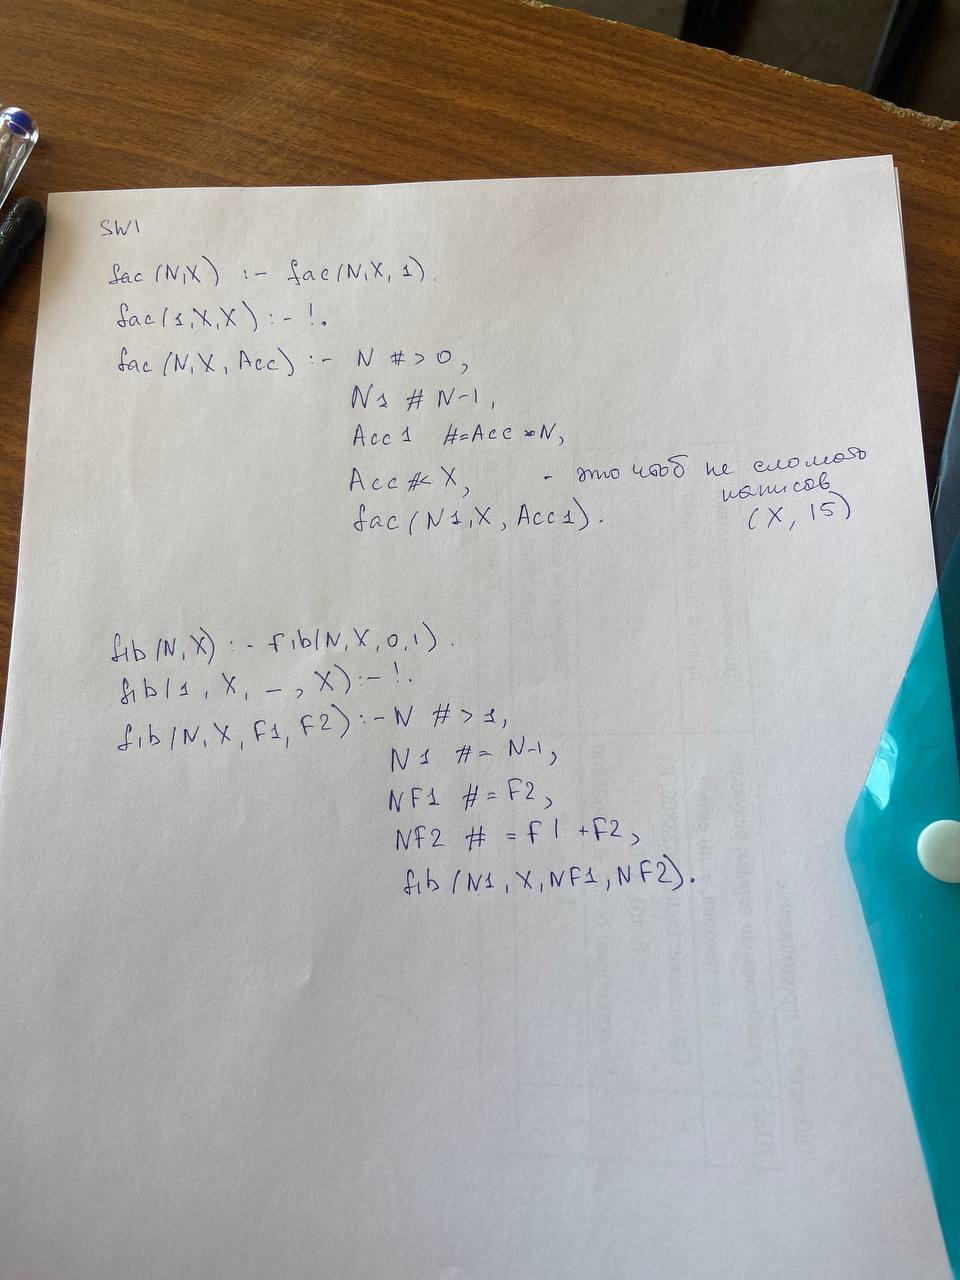 SWI
fac(N,X) :- fac(N,X,1).
fac(1,X,X):-!.
fac(N,X,Acc):- N #>0,
N1 # N-1,
Acc1 #=Acc*N,
Acc#<X, - это чтоб не сломать
(X, 15)
fac(N1,X,Acc1).
fib(N,X):-fib(N,X,0,1).
fib(1,X,_,X):-!.
fib(N,X,F1,F2):-N #>1,
N1 #= N-1,
NF1 #=F2,
NF2 # =F1+F2,
fib(N1,X,NF1,NF2).